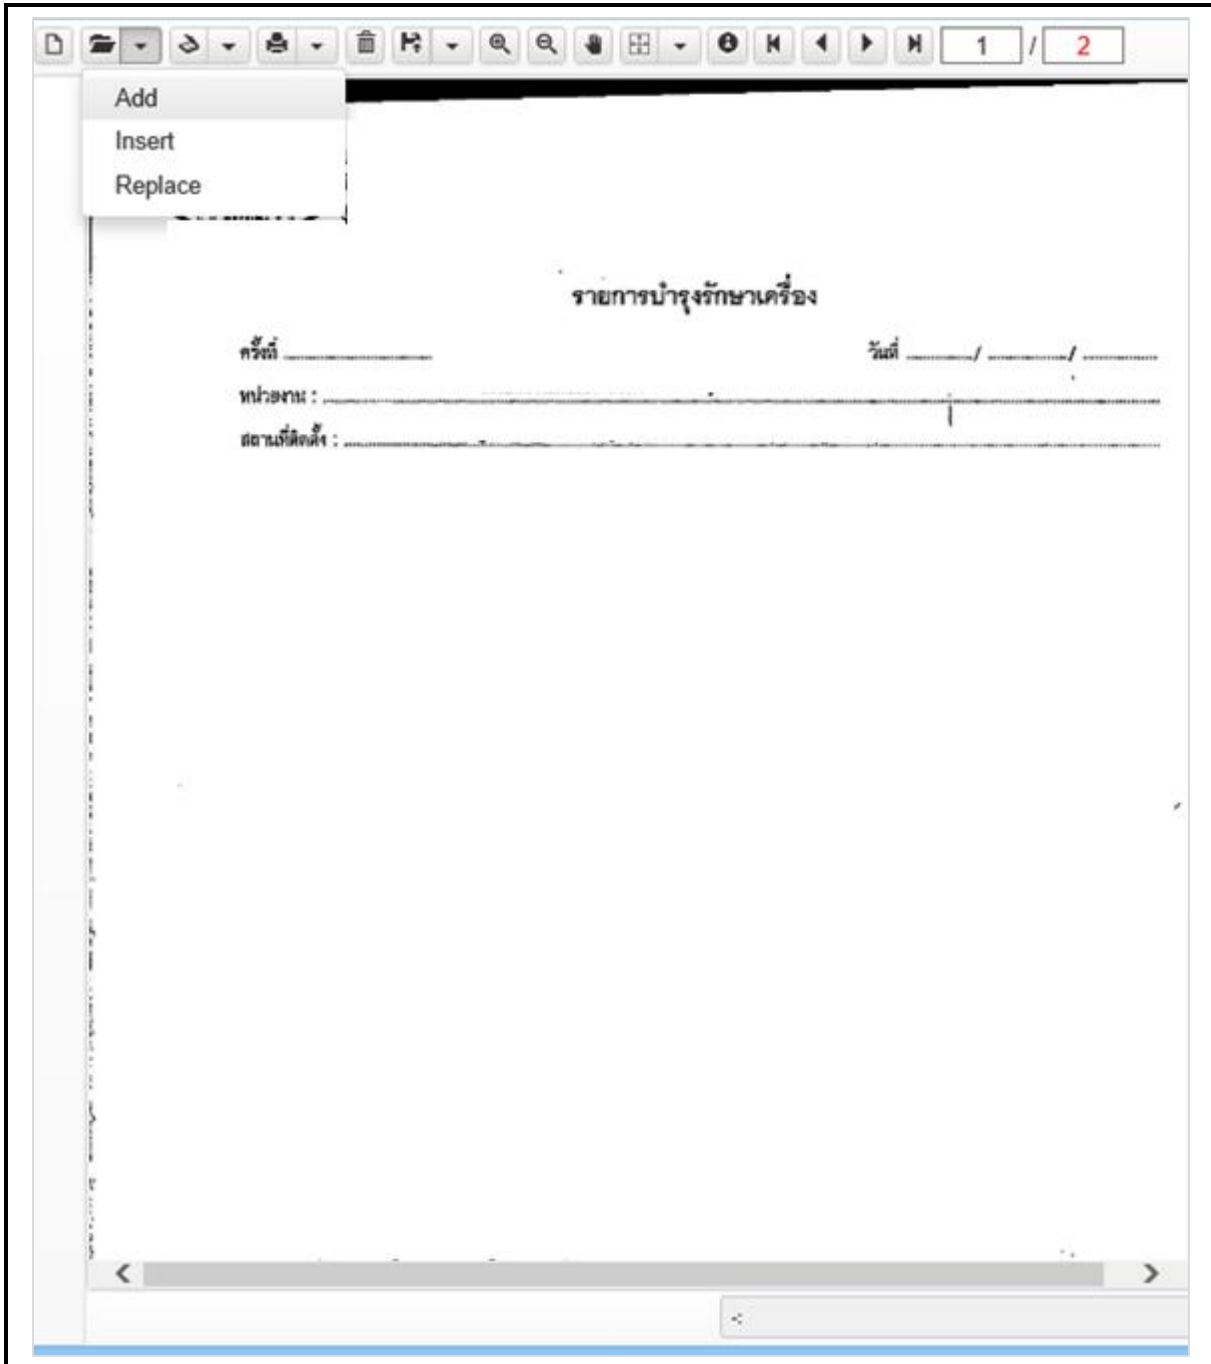 1 / 2
Add
Insert
Replace
รายการบำรุงรักษาเครื่อง
ครั้งที่ ........................
วันที่ ............/ ............/ ............
หน่วยงาน : ........................
สถานที่ติดตั้ง : ........................